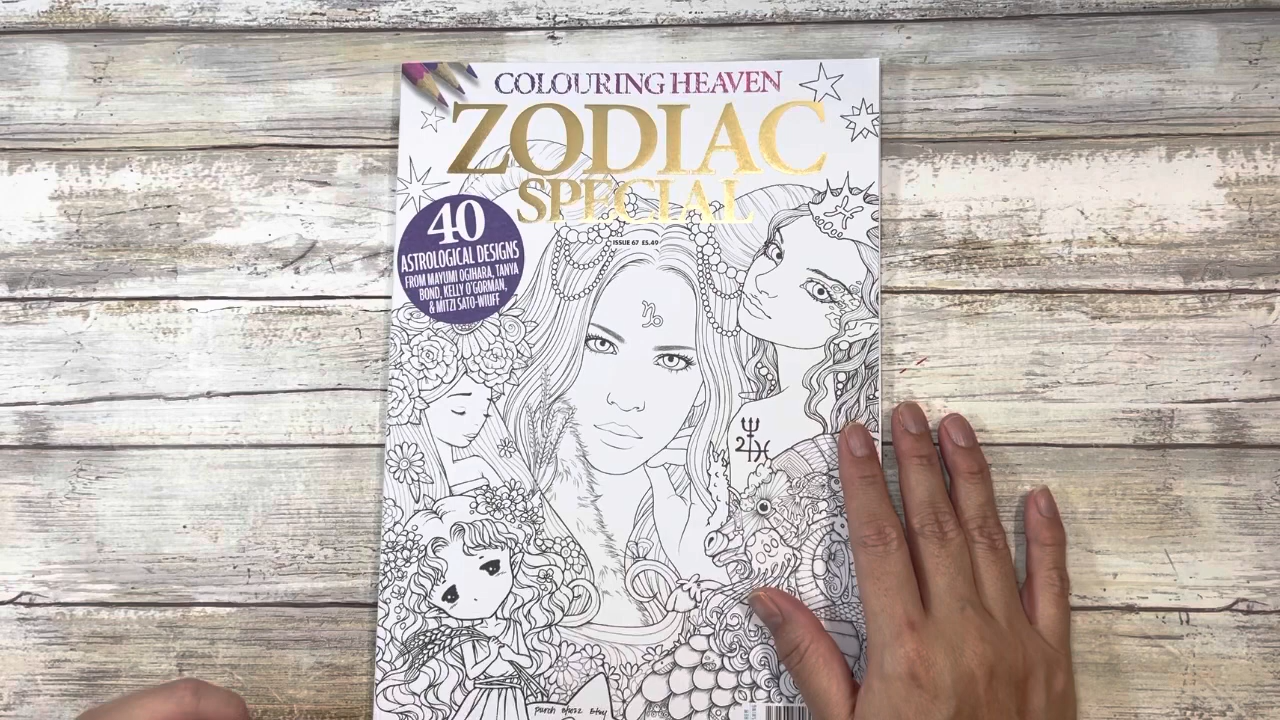 COLOURING HEAVEN
ZODIAC
SPECIAL
ISSUE 67 £5.49
40
ASTROLOGICAL DESIGNS
FROM MAYUMI OGIHARA, TANYA
BOND, KELLY O'GORMAN,
& MITZI SATO-WIUFF